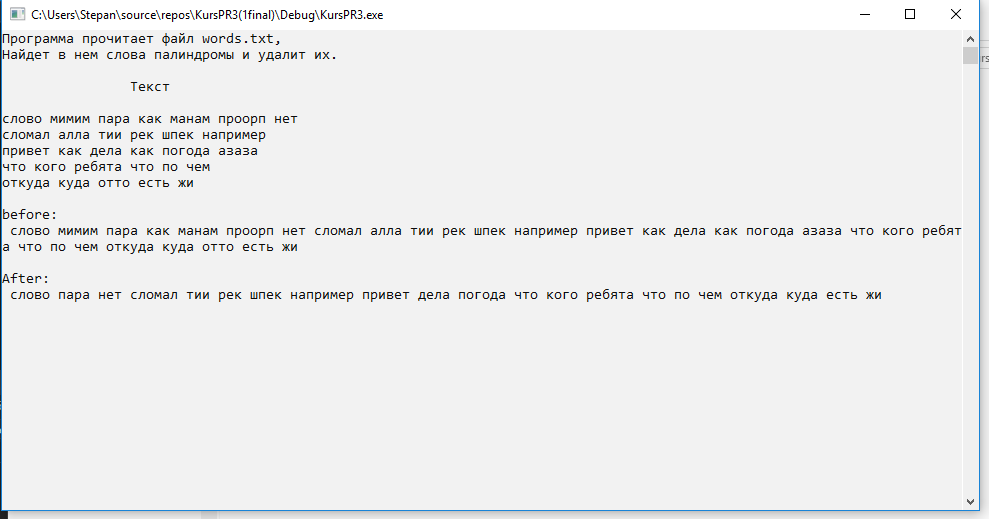 C:\Users\Stepan\source\repos\KursPR3(1final)\Debug\KursPR3.exe
Программа прочитает файл words.txt,
Найдет в нем слова палиндромы и удалит их.
Текст
слово мимим пара как манам проорп нет
сломал алла тии рек шпек например
привет как дела как погода азаза
что кого ребята что по чем
откуда куда отто есть жи
before:
слово мимим пара как манам проорп нет сломал алла тии рек шпек например привет как дела как погода азаза что кого ребят
а что по чем откуда куда отто есть жи
After:
слово пара нет сломал тии рек шпек например привет дела погода что кого ребята что по чем откуда куда есть жи
rs